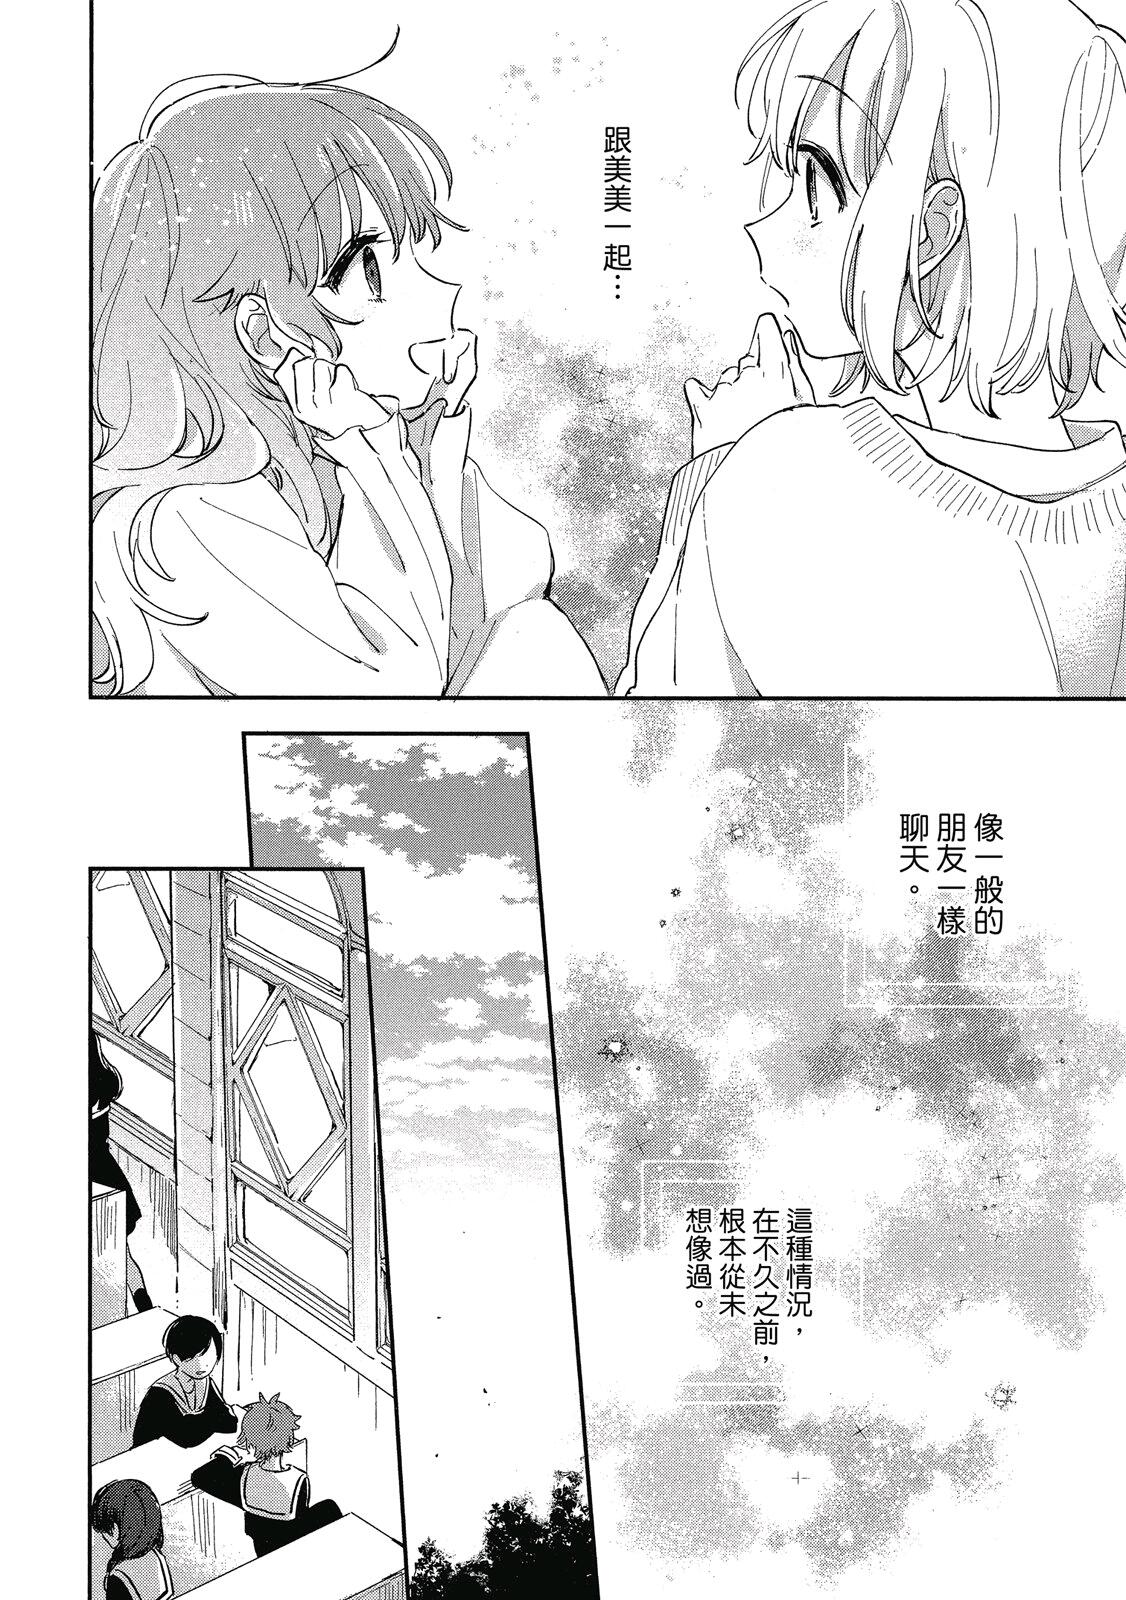 跟美美一起…
像一般的
朋友一樣
聊天。
這種情況，
在不久之前，
根本從未
想像過。